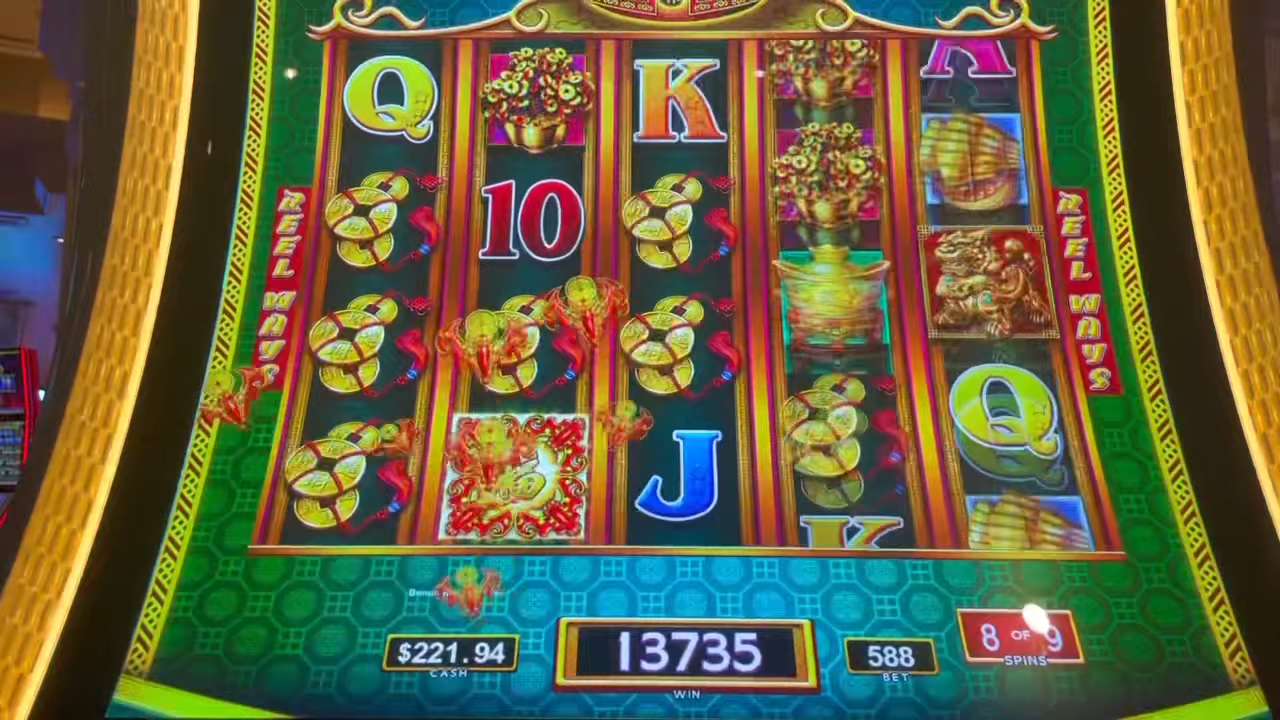 Q
K
A
10
J
Q
K
REEL WAYS
REEL WAYS
$221.94
CASH
13735
WIN
588
BET
8 OF 9
SPINS